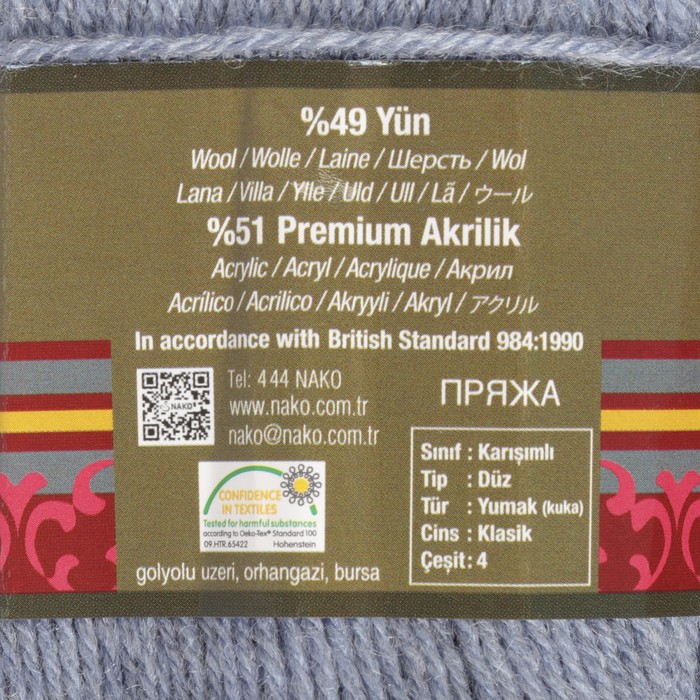 %49 Yün
Wool / Wolle / Laine / Шерсть / Wol
Lana / Villa / Ylle / Uld / Ull / Lã / ウール
%51 Premium Akrilik
Acrylic / Acryl / Acrylique / Акрил
Acrílico / Acrilico / Akryyli / Akryl / アクリル
In accordance with British Standard 984:1990
NAKO
Tel: 444 NAKO
www.nako.com.tr
nako@nako.com.tr
ПРЯЖА
CONFIDENCE
IN TEXTILES
Tested for harmful substances
according to Oeko-Tex® Standard 100
09.HTR.65422 Hohenstein
golyolu uzeri, orhangazi, bursa
Sınıf : Karışımlı
Tip : Düz
Tür : Yumak (kuka)
Cins : Klasik
Çeşit : 4